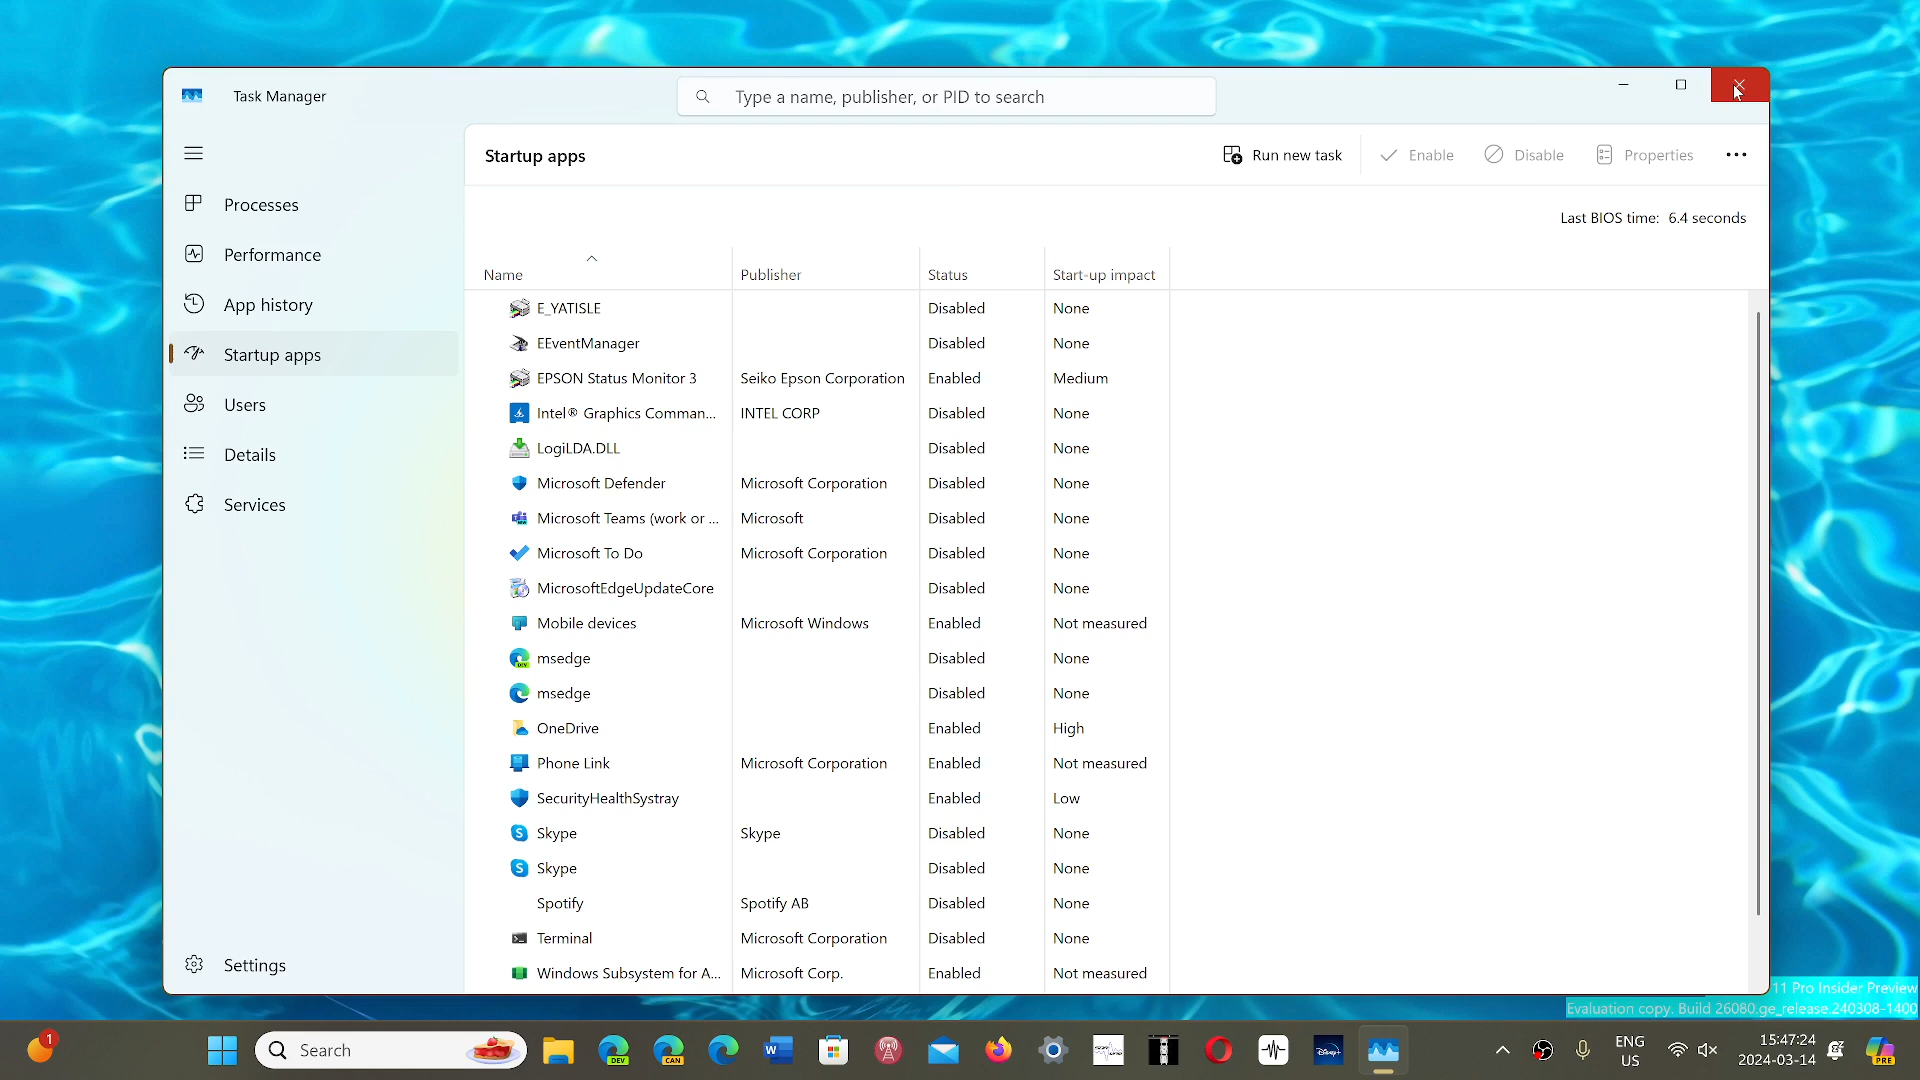 Task Manager
Type a name, publisher, or PID to search
Startup apps
Run new task
Enable
Disable
Properties
Last BIOS time: 6.4 seconds
Processes
Performance
App history
Startup apps
Users
Details
Services
Settings
Name Publisher Status Start-up impact
E_YATISLE Disabled None
EEventManager Disabled None
EPSON Status Monitor 3 Seiko Epson Corporation Enabled Medium
Intel® Graphics Comman... INTEL CORP Disabled None
LogiLDA.DLL Disabled None
Microsoft Defender Microsoft Corporation Disabled None
Microsoft Teams (work or ... Microsoft Disabled None
Microsoft To Do Microsoft Corporation Disabled None
MicrosoftEdgeUpdateCore Disabled None
Mobile devices Microsoft Windows Enabled Not measured
msedge Disabled None
msedge Disabled None
OneDrive Enabled High
Phone Link Microsoft Corporation Enabled Not measured
SecurityHealthSystray Enabled Low
Skype Skype Disabled None
Skype Disabled None
Spotify Spotify AB Disabled None
Terminal Microsoft Corporation Disabled None
Windows Subsystem for A... Microsoft Corp. Enabled Not measured
11 Pro Insider Preview
Evaluation copy. Build 26080.ge_release.240308-1400
1
Search
DEV
CAN
Disney+
ENG
US
15:47:24
2024-03-14
PRE